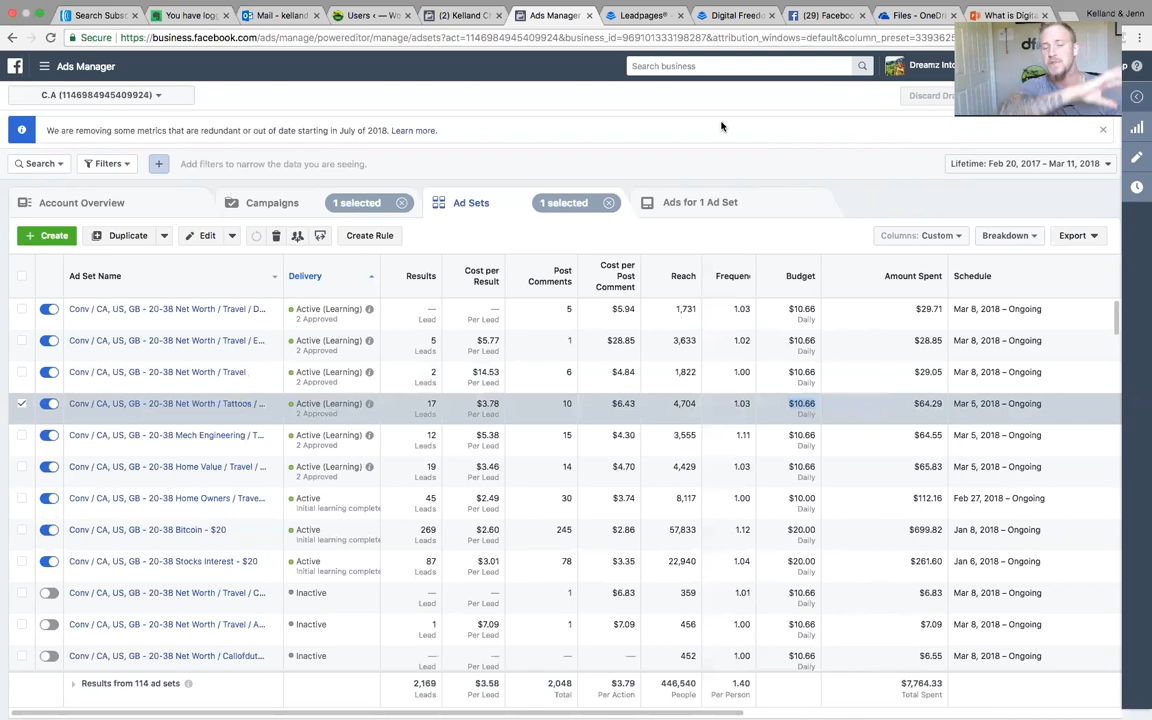 Search Subsc
You have logg
Mail - kelland
Users ‹ — Wo
(2) Kelland Ch
Ads Manager
Leadpages® -
Digital Freed
(29) Facebook
Files - OneDr
What is Digita
Kelland & Jenn
Secure
https://business.facebook.com/ads/manage/powereditor/manage/adsets?act=1146984945409924&business_id=969101333198287&attribution_windows=default&column_preset=3393625
Ads Manager
Search business
Dreamz Into
C.A (1146984945409924)
Discard Dra
We are removing some metrics that are redundant or out of date starting in July of 2018. Learn more.
Search
Filters
Add filters to narrow the data you are seeing.
Lifetime: Feb 20, 2017 – Mar 11, 2018
Account Overview
Campaigns
1 selected
Ad Sets
1 selected
Ads for 1 Ad Set
+ Create
Duplicate
Edit
Create Rule
Columns: Custom
Breakdown
Export
Ad Set Name
Delivery
Results
Cost per Result
Post Comments
Cost per Post Comment
Reach
Frequenc
Budget
Amount Spent
Schedule
Conv / CA, US, GB - 20-38 Net Worth / Travel / D... Active (Learning) — — 5 $5.94 1,731 1.03 $10.66 $29.71 Mar 8, 2018 – Ongoing
2 Approved Lead Per Lead Daily
Conv / CA, US, GB - 20-38 Net Worth / Travel / E... Active (Learning) 5 $5.77 1 $28.85 3,633 1.02 $10.66 $28.85 Mar 8, 2018 – Ongoing
2 Approved Leads Per Lead Daily
Conv / CA, US, GB - 20-38 Net Worth / Travel Active (Learning) 2 $14.53 6 $4.84 1,822 1.00 $10.66 $29.05 Mar 8, 2018 – Ongoing
2 Approved Leads Per Lead Daily
Conv / CA, US, GB - 20-38 Net Worth / Tattoos / ... Active (Learning) 17 $3.78 10 $6.43 4,704 1.03 $10.66 $64.29 Mar 5, 2018 – Ongoing
2 Approved Leads Per Lead Daily
Conv / CA, US, GB - 20-38 Mech Engineering / T... Active (Learning) 12 $5.38 15 $4.30 3,555 1.11 $10.66 $64.55 Mar 5, 2018 – Ongoing
2 Approved Leads Per Lead Daily
Conv / CA, US, GB - 20-38 Home Value / Travel / ... Active (Learning) 19 $3.46 14 $4.70 4,429 1.03 $10.66 $65.83 Mar 5, 2018 – Ongoing
2 Approved Leads Per Lead Daily
Conv / CA, US, GB - 20-38 Home Owners / Trave... Active 45 $2.49 30 $3.74 8,117 1.00 $10.00 $112.16 Feb 27, 2018 – Ongoing
Initial learning complete Leads Per Lead Daily
Conv / CA, US, GB - 20-38 Bitcoin - $20 Active 269 $2.60 245 $2.86 57,833 1.12 $20.00 $699.82 Jan 8, 2018 – Ongoing
Initial learning complete Leads Per Lead Daily
Conv / CA, US, GB - 20-38 Stocks Interest - $20 Active 87 $3.01 78 $3.35 22,940 1.04 $20.00 $261.60 Jan 6, 2018 – Ongoing
Initial learning complete Leads Per Lead Daily
Conv / CA, US, GB - 20-38 Net Worth / Travel / C... Inactive — — 1 $6.83 359 1.01 $10.66 $6.83 Mar 8, 2018 – Ongoing
Lead Per Lead Daily
Conv / CA, US, GB - 20-38 Net Worth / Travel / A... Inactive 1 $7.09 1 $7.09 456 1.00 $10.66 $7.09 Mar 8, 2018 – Ongoing
Lead Per Lead Daily
Conv / CA, US, GB - 20-38 Net Worth / Callofdut... Inactive — — — — 452 1.00 $10.66 $6.55 Mar 8, 2018 – Ongoing
Lead Per Lead Daily
Results from 114 ad sets 2,169 $3.58 2,048 $3.79 446,540 1.40 $7,764.33
Leads Per Lead Total Per Action People Per Person Total Spent